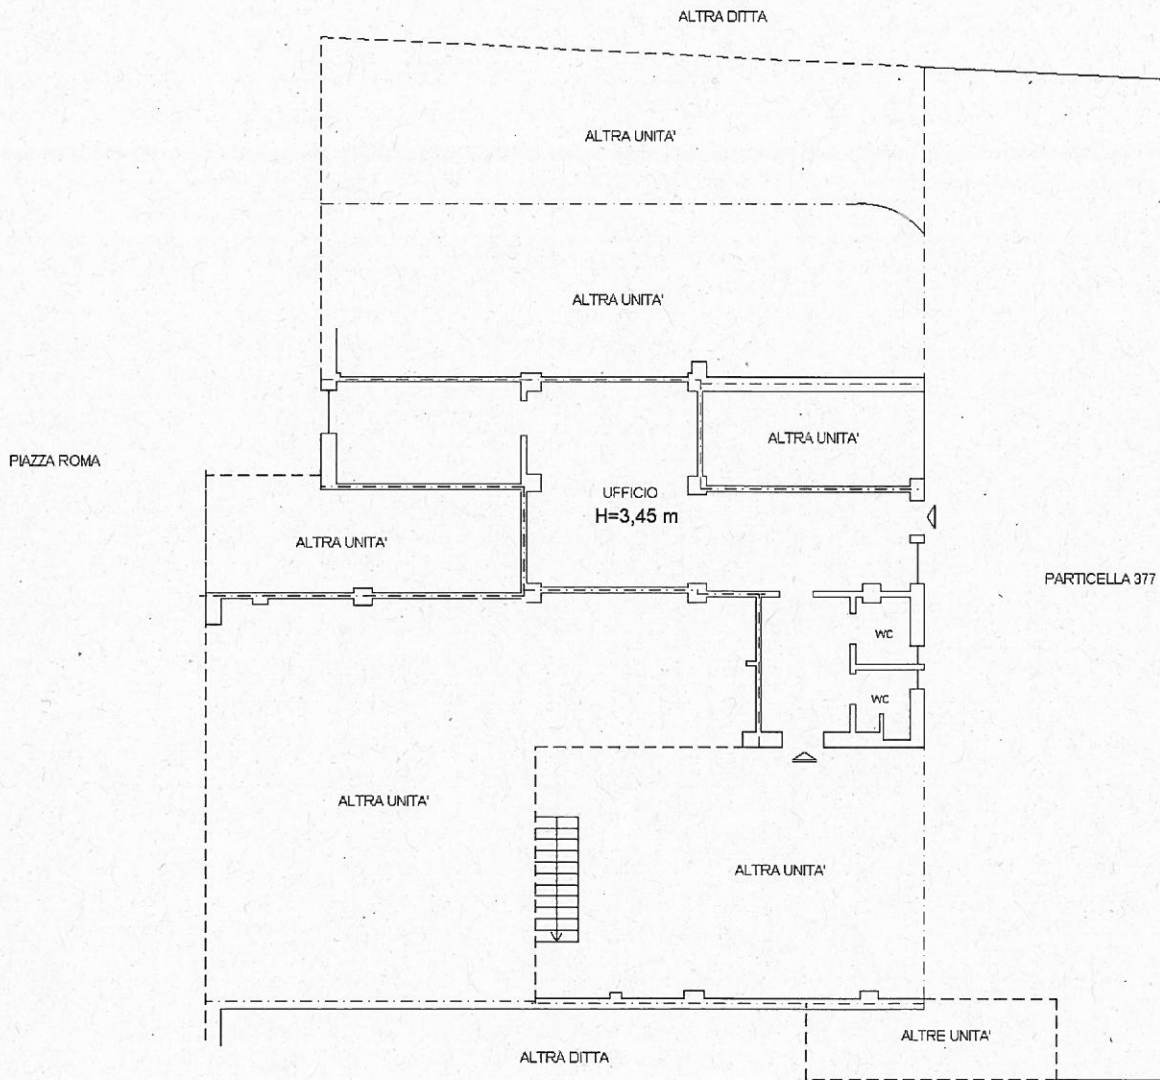 ALTRA DITTA
ALTRA UNITA'
ALTRA UNITA'
ALTRA UNITA'
PIAZZA ROMA
UFFICIO
H=3,45 m
ALTRA UNITA'
PARTICELLA 377
WC
WC
ALTRA UNITA'
ALTRA UNITA'
ALTRE UNITA'
ALTRA DITTA